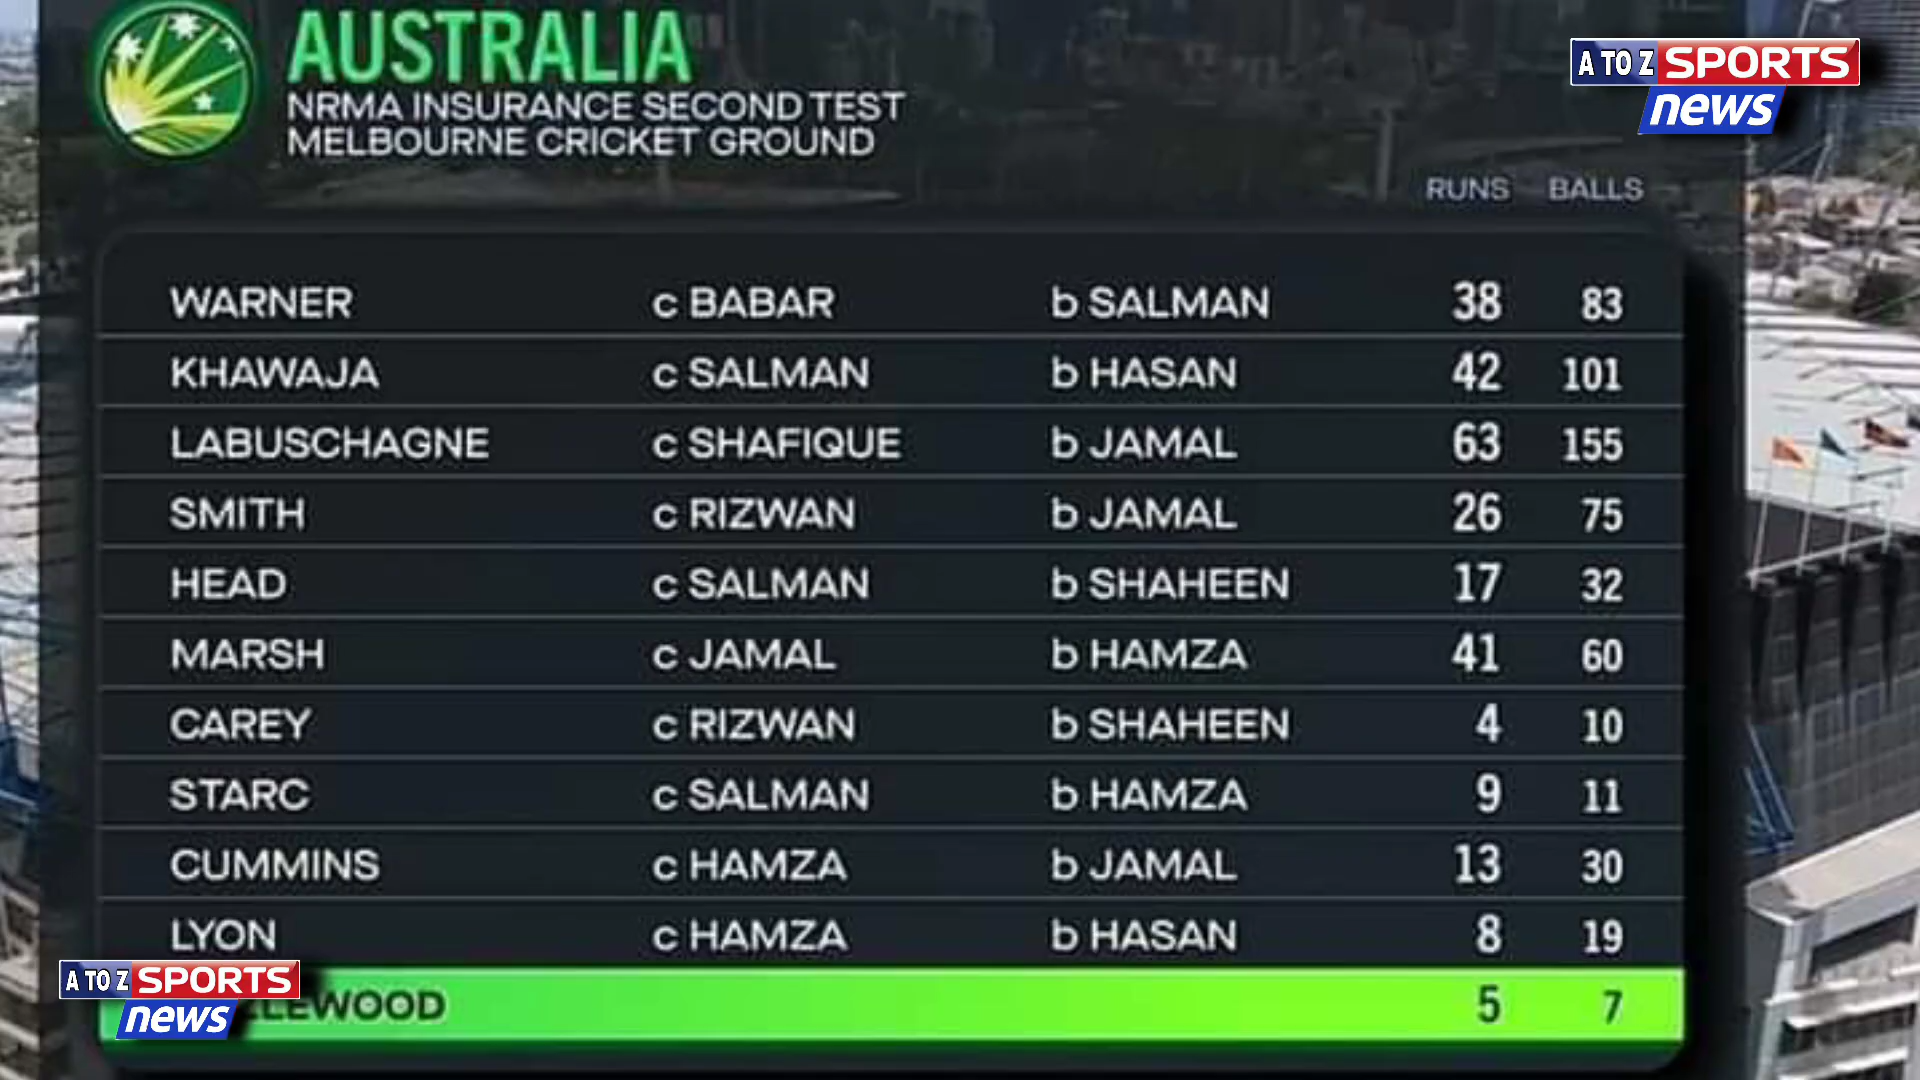 AUSTRALIA
NRMA INSURANCE SECOND TEST
MELBOURNE CRICKET GROUND
A TO Z SPORTS
news
RUNS BALLS
WARNER c BABAR b SALMAN 38 83
KHAWAJA c SALMAN b HASAN 42 101
LABUSCHAGNE c SHAFIQUE b JAMAL 63 155
SMITH c RIZWAN b JAMAL 26 75
HEAD c SALMAN b SHAHEEN 17 32
MARSH c JAMAL b HAMZA 41 60
CAREY c RIZWAN b SHAHEEN 4 10
STARC c SALMAN b HAMZA 9 11
CUMMINS c HAMZA b JAMAL 13 30
LYON c HAMZA b HASAN 8 19
A TO Z SPORTS
news
LEWOOD 5 7